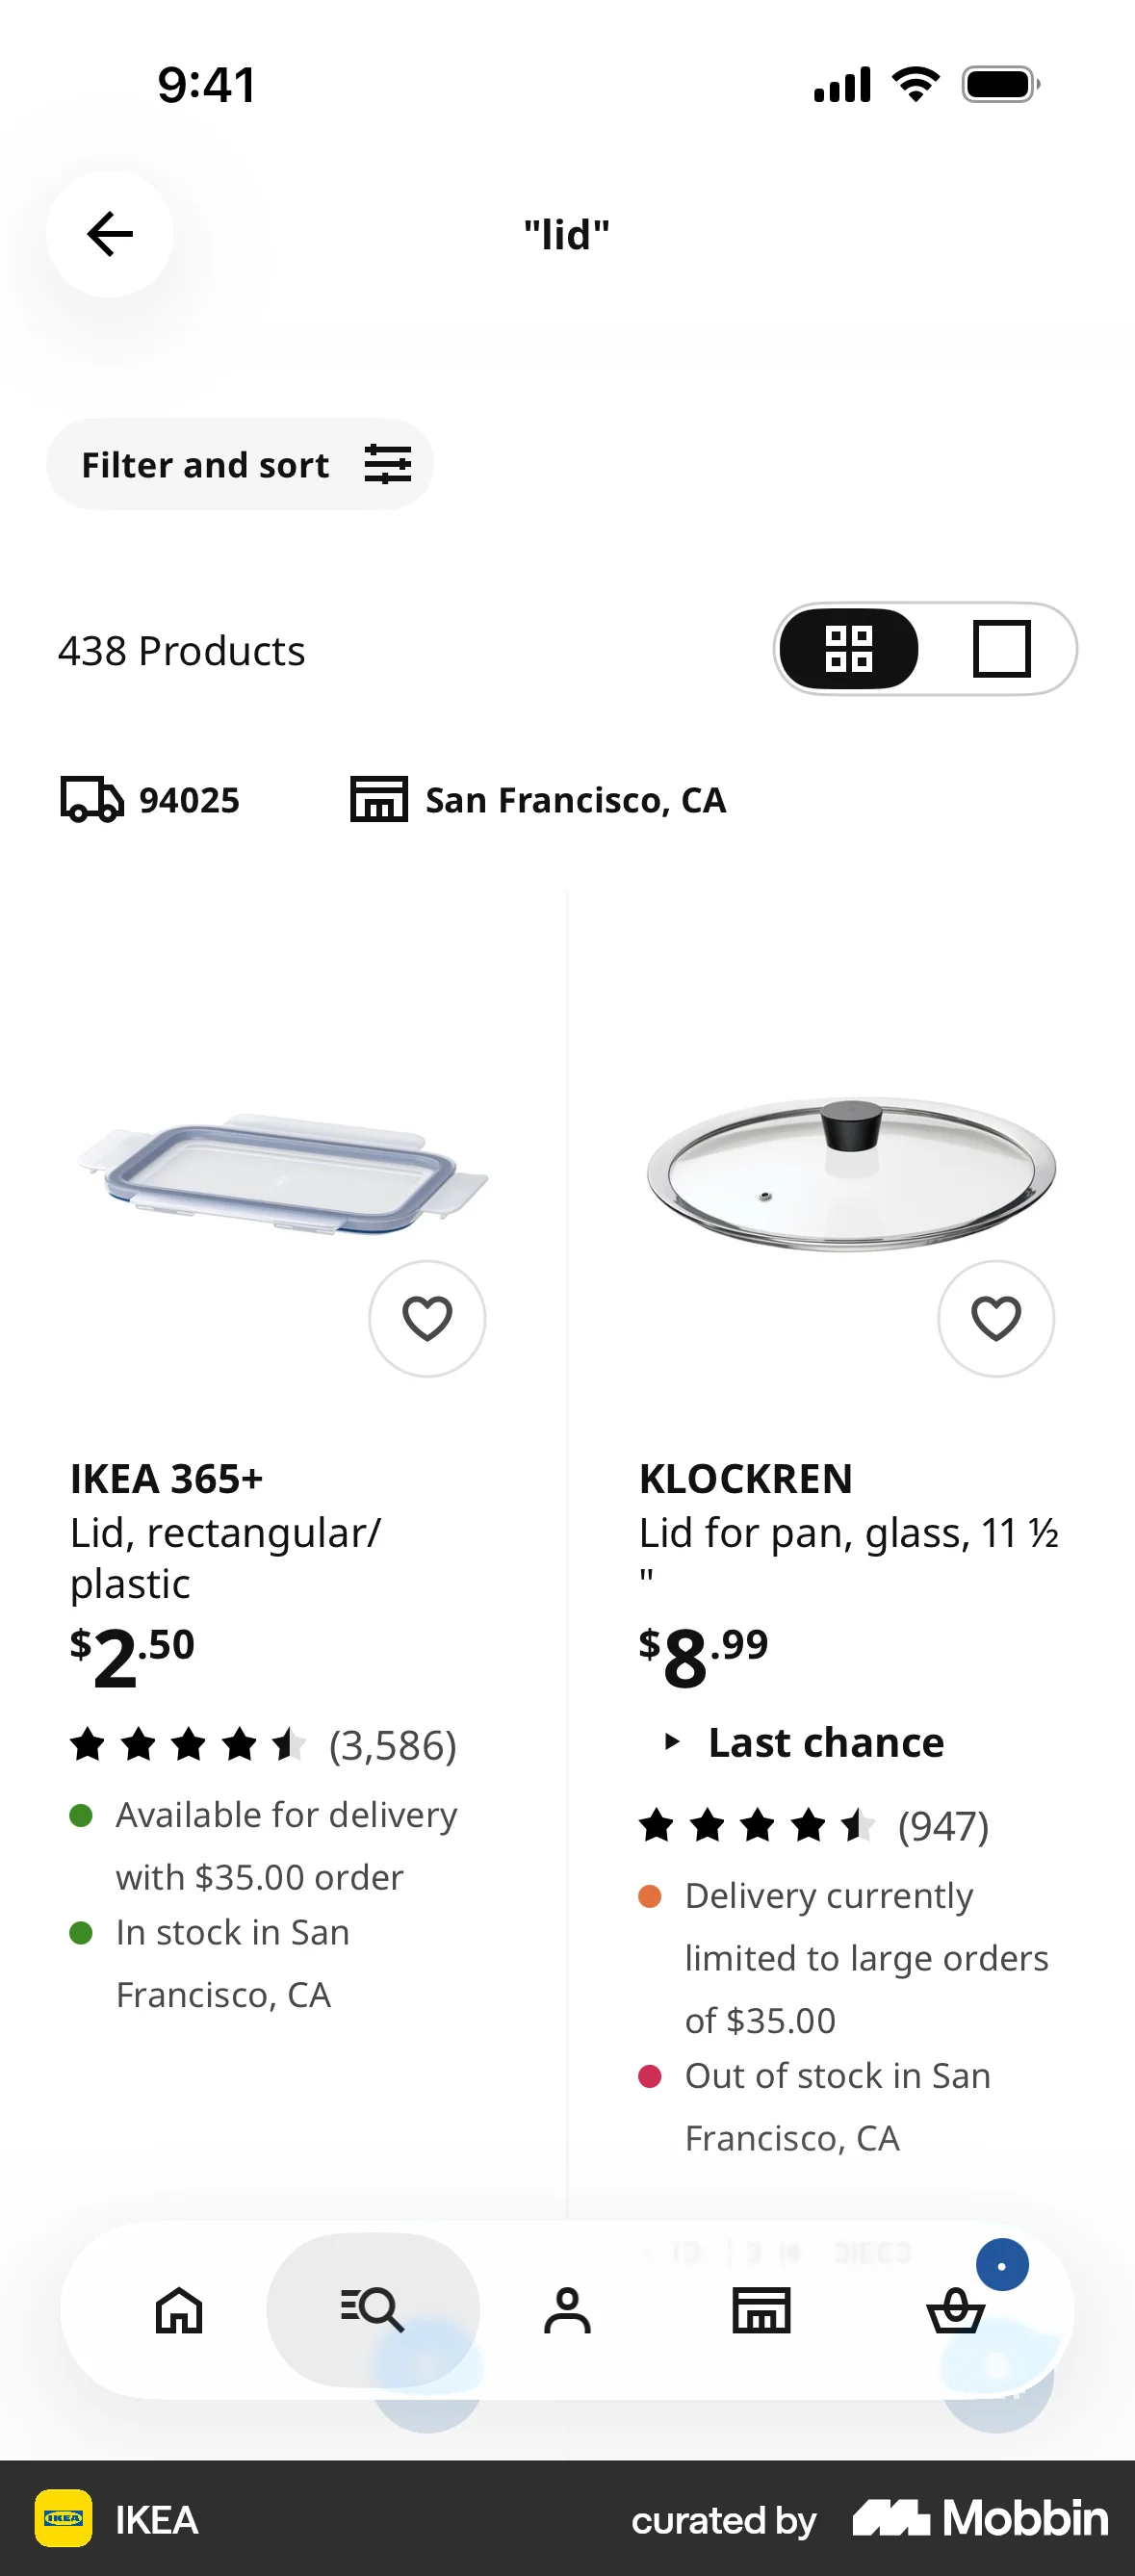 9:41
"lid"
Filter and sort
438 Products
94025
San Francisco, CA
IKEA 365+
Lid, rectangular/
plastic
$2.50
(3,586)
Available for delivery
with $35.00 order
In stock in San
Francisco, CA
KLOCKREN
Lid for pan, glass, 11 ½
"
$8.99
Last chance
(947)
Delivery currently
limited to large orders
of $35.00
Out of stock in San
Francisco, CA
IKEA
IKEA
curated by Mobbin